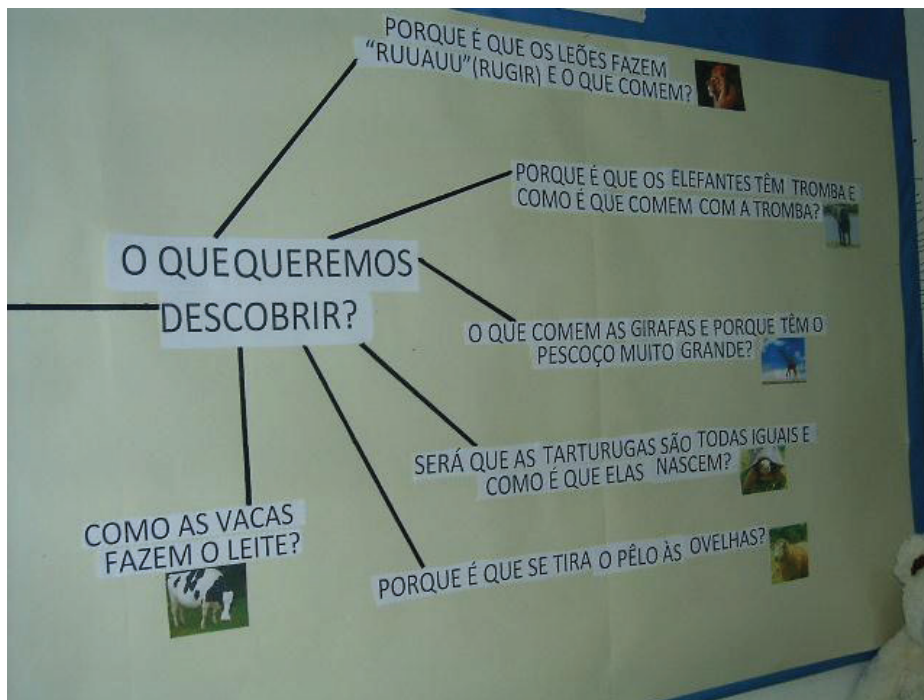 PORQUE É QUE OS LEÕES FAZEM
"RUUAUU"(RUGIR) E O QUE COMEM?
PORQUE É QUE OS ELEFANTES TÊM TROMBA E
COMO É QUE COMEM COM A TROMBA?
O QUE QUEREMOS
DESCOBRIR?
O QUE COMEM AS GIRAFAS E PORQUE TÊM O
PESCOÇO MUITO GRANDE?
SERÁ QUE AS TARTURUGAS SÃO TODAS IGUAIS E
COMO É QUE ELAS NASCEM?
COMO AS VACAS
FAZEM O LEITE?
PORQUE É QUE SE TIRA O PÊLO ÀS OVELHAS?